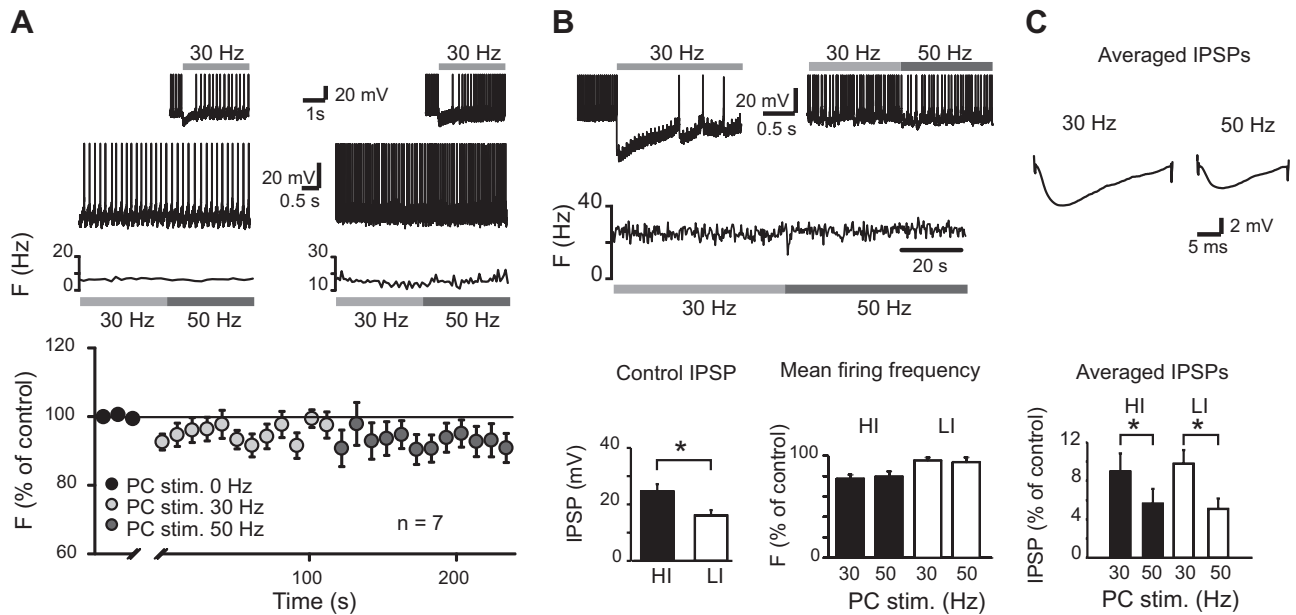 A
30 Hz
30 Hz
20 mV
1s
20 mV
0.5 s
F (Hz)
20
0
30
10
30 Hz
50 Hz
30 Hz
50 Hz
F (% of control)
120
100
80
60
PC stim. 0 Hz
PC stim. 30 Hz
PC stim. 50 Hz
n = 7
100
200
Time (s)
B
30 Hz
30 Hz
50 Hz
20 mV
0.5 s
F (Hz)
40
0
20 s
30 Hz
50 Hz
Control IPSP
IPSP (mV)
40
20
0
*
HI
LI
Mean firing frequency
F (% of control)
100
0
HI
LI
30
50
30
50
PC stim. (Hz)
C
Averaged IPSPs
30 Hz
50 Hz
2 mV
5 ms
Averaged IPSPs
IPSP (% of control)
12
8
4
0
HI
LI
*
*
30
50
30
50
PC stim. (Hz)